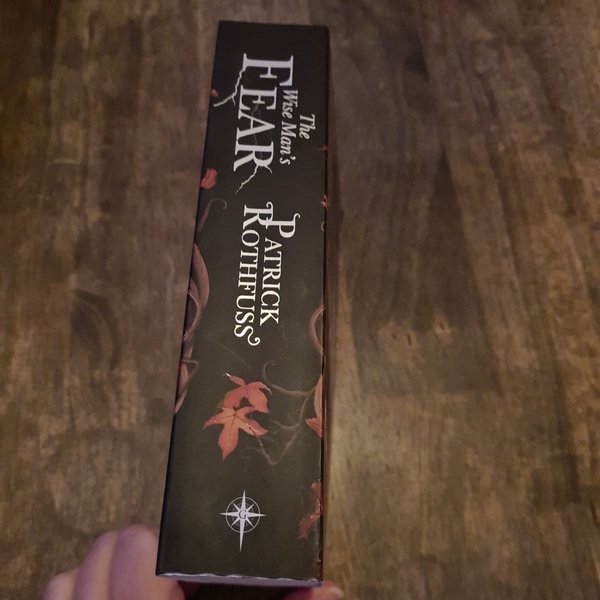 The
Wise Man's
FEAR
PATRICK
ROTHFUSS
G